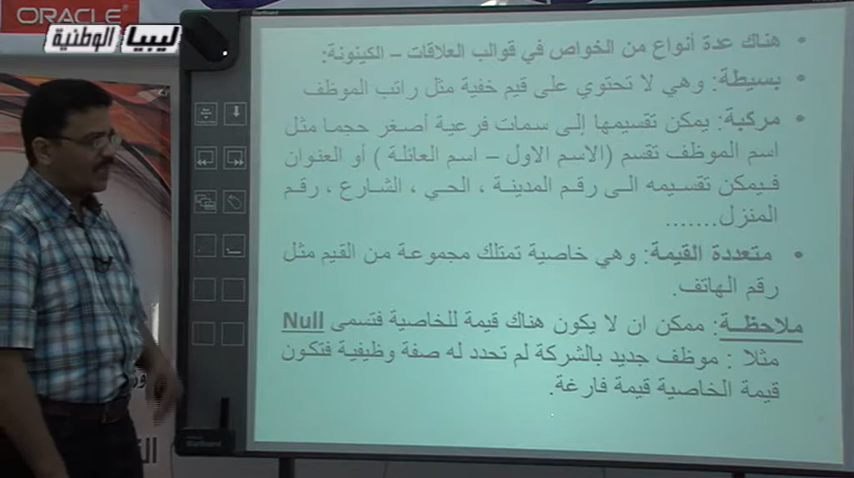 ORACLE
ليبيا الوطنية
StarBoard
هناك عدة أنواع من الخواص في قوالب العلاقات – الكينونة:
بسيطة: وهي لا تحتوي على قيم خفية مثل راتب الموظف
مركبة: يمكن تقسيمها إلى سمات فرعية أصغر حجما مثل
اسم الموظف تقسم (الاسم الاول – اسم العائلة ) أو العنوان
فيمكن تقسيمه الى رقم المدينة ، الحي ، الشارع ، رقم
المنزل.......
متعددة القيمة: وهي خاصية تمتلك مجموعة من القيم مثل
رقم الهاتف.
ملاحظة: ممكن ان لا يكون هناك قيمة للخاصية فتسمى Null
مثلا : موظف جديد بالشركة لم تحدد له صفة وظيفية فتكون
قيمة الخاصية قيمة فارغة.
StarBoard